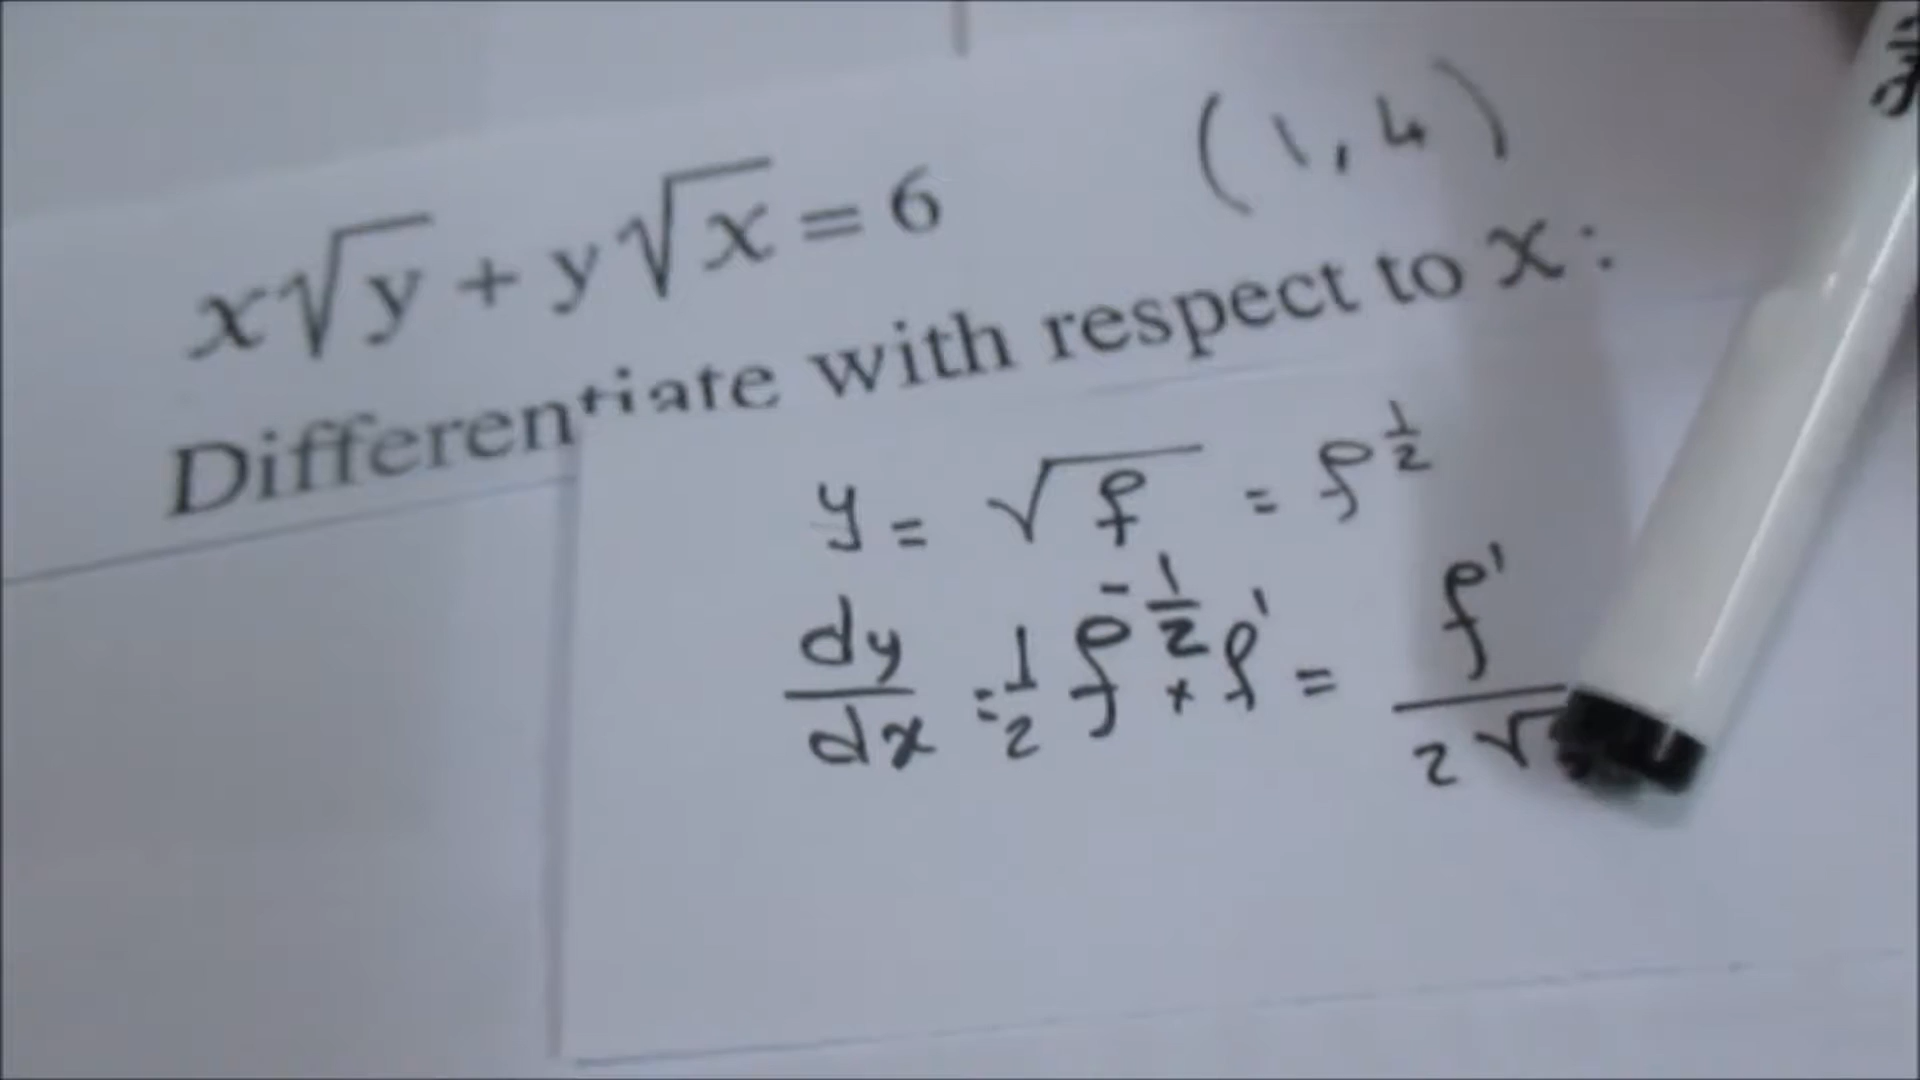 (1,4)
x√y + y√x = 6
Differentiate with respect to x:
y = √f = f^½
dy/dx = ½ f^-½ × f' = f'/2√